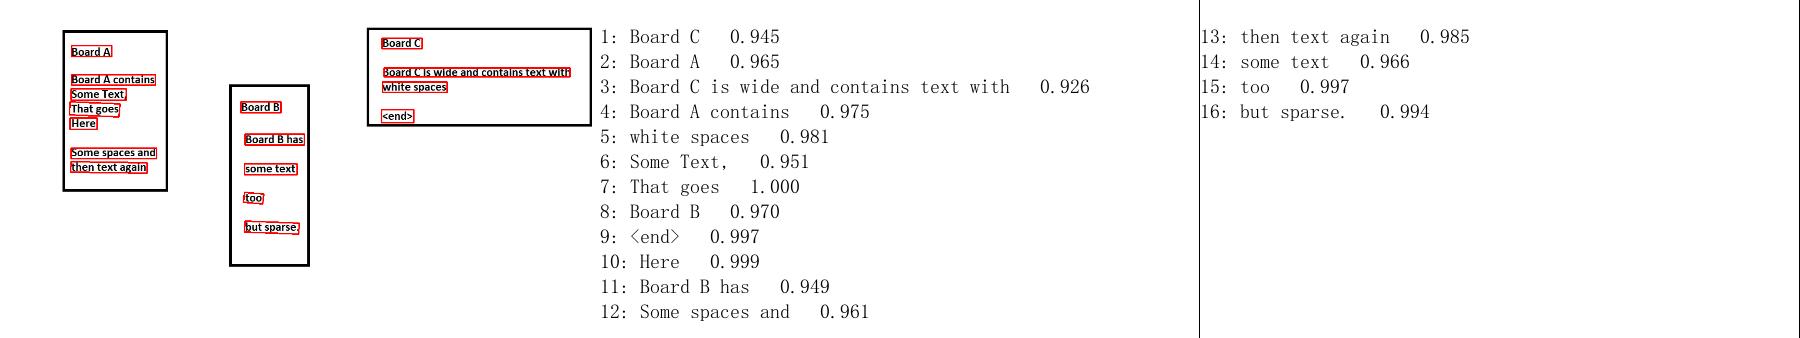 Board A
Board A contains
Some Text,
That goes
Here
Some spaces and
then text again
Board B
Board B has
some text
too
but sparse.
Board C
Board C is wide and contains text with
white spaces
<end>
1: Board C 0.945
2: Board A 0.965
3: Board C is wide and contains text with 0.926
4: Board A contains 0.975
5: white spaces 0.981
6: Some Text, 0.951
7: That goes 1.000
8: Board B 0.970
9: <end> 0.997
10: Here 0.999
11: Board B has 0.949
12: Some spaces and 0.961
13: then text again 0.985
14: some text 0.966
15: too 0.997
16: but sparse. 0.994